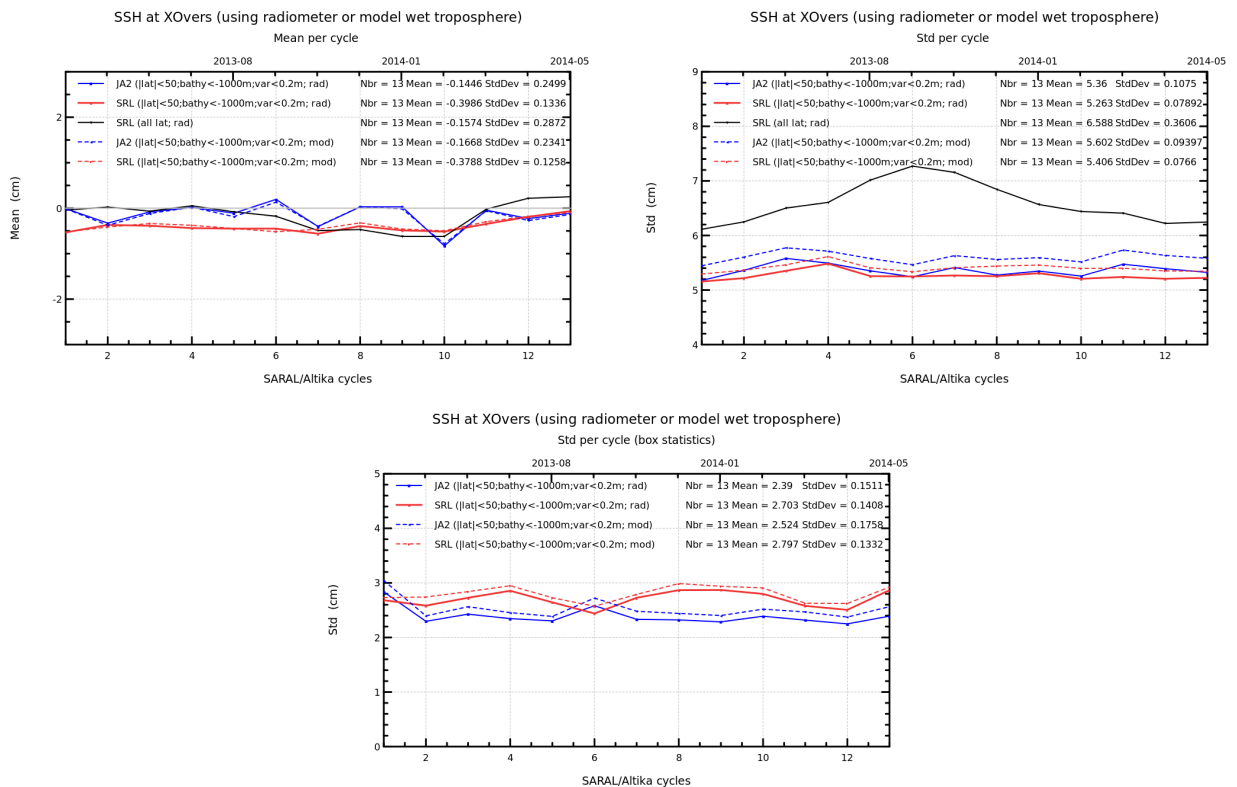 SSH at XOvers (using radiometer or model wet troposphere)
Mean per cycle
2013-08 2014-01 2014-05
JA2 (|lat|<50;bathy<-1000m;var<0.2m; rad) Nbr = 13 Mean = -0.1446 StdDev = 0.2499
SRL (|lat|<50;bathy<-1000m;var<0.2m; rad) Nbr = 13 Mean = -0.3986 StdDev = 0.1336
SRL (all lat; rad) Nbr = 13 Mean = -0.1574 StdDev = 0.2872
JA2 (|lat|<50;bathy<-1000m;var<0.2m; mod) Nbr = 13 Mean = -0.1668 StdDev = 0.2341
SRL (|lat|<50;bathy<-1000m;var<0.2m; mod) Nbr = 13 Mean = -0.3788 StdDev = 0.1258
2
0
-2
Mean (cm)
2 4 6 8 10 12
SARAL/Altika cycles
SSH at XOvers (using radiometer or model wet troposphere)
Std per cycle
2013-08 2014-01 2014-05
JA2 (|lat|<50;bathy<-1000m;var<0.2m; rad) Nbr = 13 Mean = 5.36 StdDev = 0.1075
SRL (|lat|<50;bathy<-1000m;var<0.2m; rad) Nbr = 13 Mean = 5.263 StdDev = 0.07892
SRL (all lat; rad) Nbr = 13 Mean = 6.588 StdDev = 0.3606
JA2 (|lat|<50;bathy<-1000m;var<0.2m; mod) Nbr = 13 Mean = 5.602 StdDev = 0.09397
SRL (|lat|<50;bathy<-1000m;var<0.2m; mod) Nbr = 13 Mean = 5.406 StdDev = 0.0766
9
8
7
6
5
4
Std (cm)
2 4 6 8 10 12
SARAL/Altika cycles
SSH at XOvers (using radiometer or model wet troposphere)
Std per cycle (box statistics)
2013-08 2014-01 2014-05
JA2 (|lat|<50;bathy<-1000m;var<0.2m; rad) Nbr = 13 Mean = 2.39 StdDev = 0.1511
SRL (|lat|<50;bathy<-1000m;var<0.2m; rad) Nbr = 13 Mean = 2.703 StdDev = 0.1408
JA2 (|lat|<50;bathy<-1000m;var<0.2m; mod) Nbr = 13 Mean = 2.524 StdDev = 0.1758
SRL (|lat|<50;bathy<-1000m;var<0.2m; mod) Nbr = 13 Mean = 2.797 StdDev = 0.1332
5
4
3
2
1
0
Std (cm)
2 4 6 8 10 12
SARAL/Altika cycles